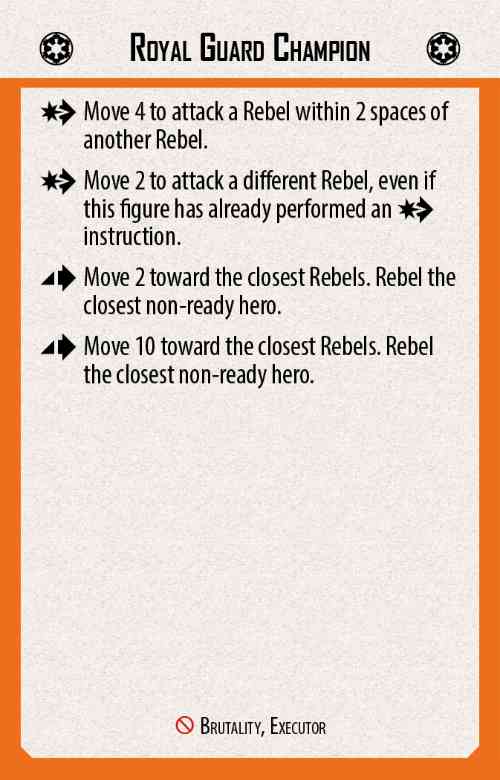 Royal Guard Champion
Move 4 to attack a Rebel within 2 spaces of
another Rebel.
Move 2 to attack a different Rebel, even if
this figure has already performed an
instruction.
Move 2 toward the closest Rebels. Rebel the
closest non-ready hero.
Move 10 toward the closest Rebels. Rebel
the closest non-ready hero.
Brutality, Executor